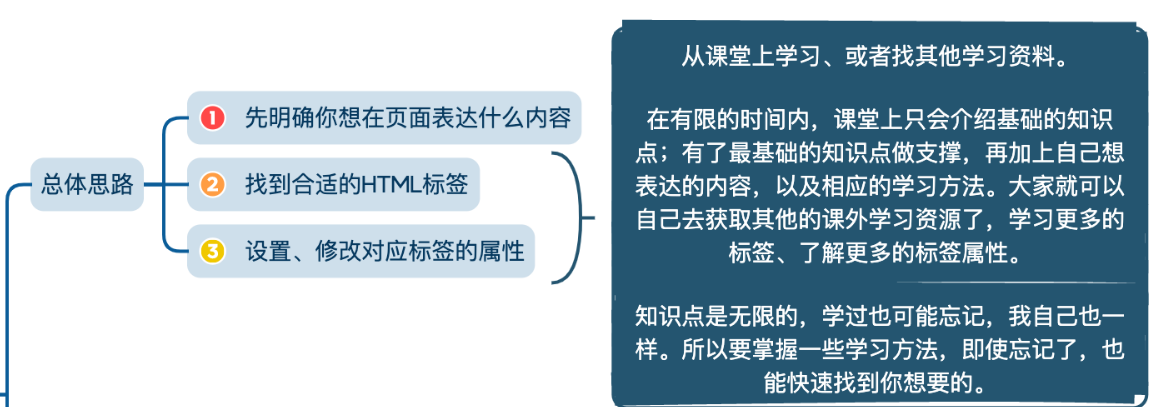 总体思路
1 先明确你想在页面表达什么内容
2 找到合适的HTML标签
3 设置、修改对应标签的属性
从课堂上学习、或者找其他学习资料。
在有限的时间内，课堂上只会介绍基础的知识
点；有了最基础的知识点做支撑，再加上自己想
表达的内容，以及相应的学习方法。大家就可以
自己去获取其他的课外学习资源了，学习更多的
标签、了解更多的标签属性。
知识点是无限的，学过也可能忘记，我自己也一
样。所以要掌握一些学习方法，即使忘记了，也
能快速找到你想要的。